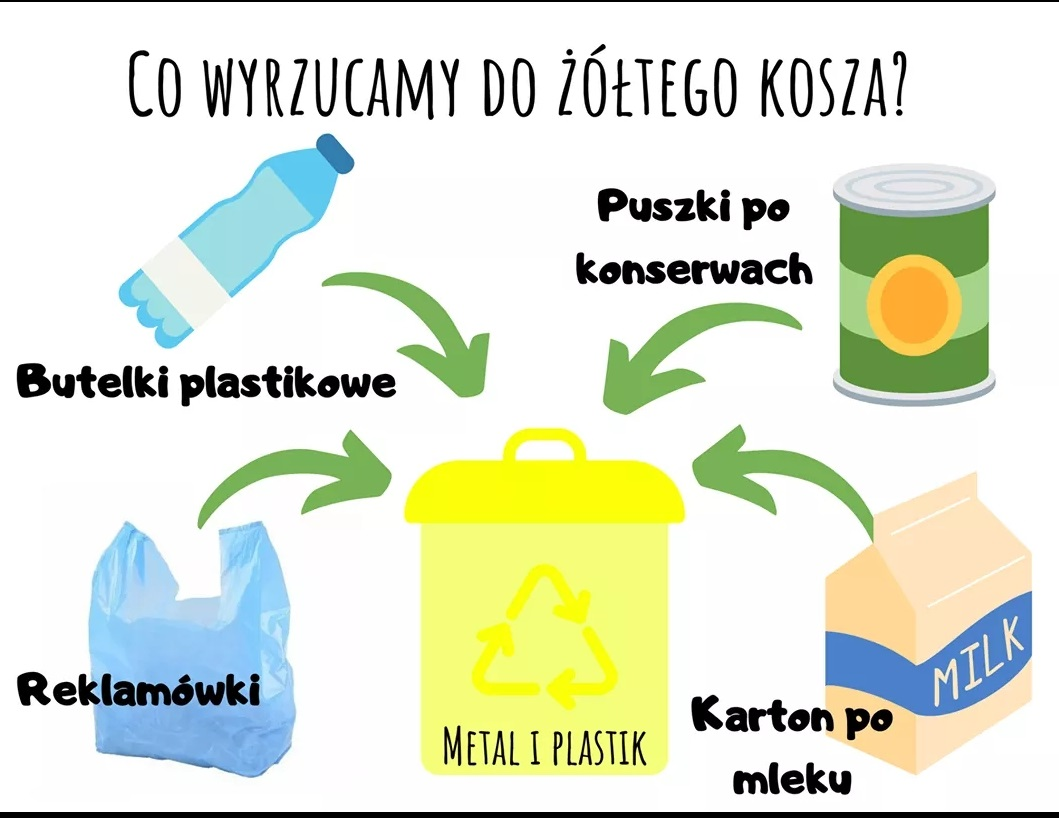 Co wyrzucamy do żółtego kosza?
Puszki po
konserwach
Butelki plastikowe
Reklamówki
Metal i plastik
MILK
Karton po
mleku